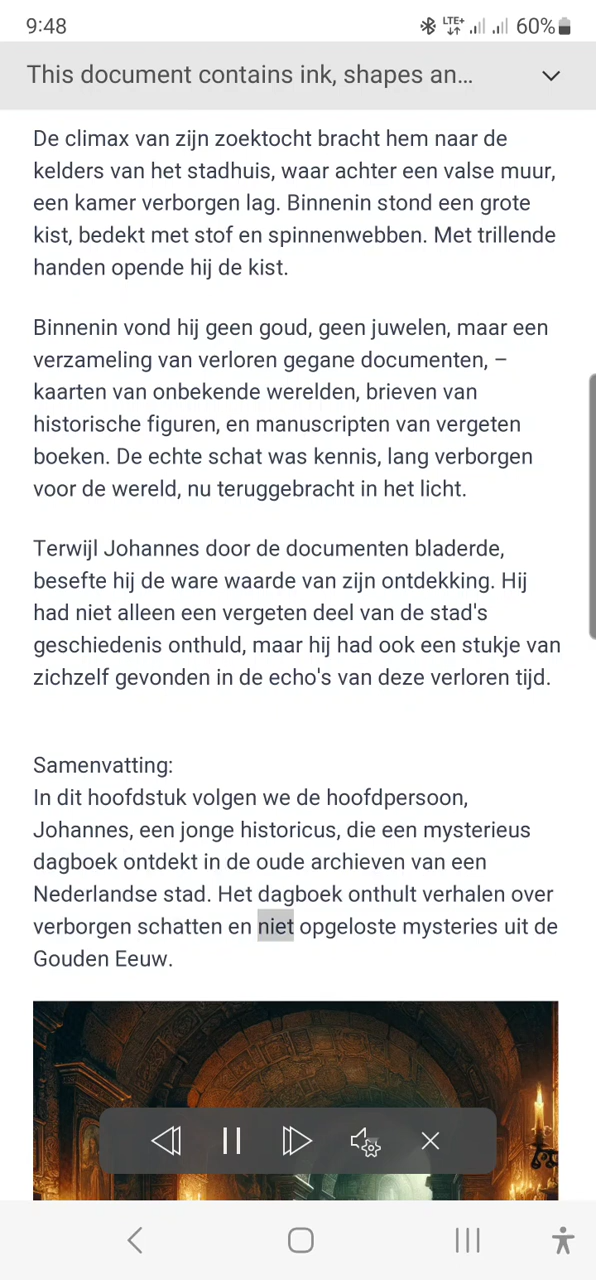 9:48
LTE+
60%
This document contains ink, shapes an...
De climax van zijn zoektocht bracht hem naar de
kelders van het stadhuis, waar achter een valse muur,
een kamer verborgen lag. Binnenin stond een grote
kist, bedekt met stof en spinnenwebben. Met trillende
handen opende hij de kist.
Binnenin vond hij geen goud, geen juwelen, maar een
verzameling van verloren gegane documenten, –
kaarten van onbekende werelden, brieven van
historische figuren, en manuscripten van vergeten
boeken. De echte schat was kennis, lang verborgen
voor de wereld, nu teruggebracht in het licht.
Terwijl Johannes door de documenten bladerde,
besefte hij de ware waarde van zijn ontdekking. Hij
had niet alleen een vergeten deel van de stad's
geschiedenis onthuld, maar hij had ook een stukje van
zichzelf gevonden in de echo's van deze verloren tijd.
Samenvatting:
In dit hoofdstuk volgen we de hoofdpersoon,
Johannes, een jonge historicus, die een mysterieus
dagboek ontdekt in de oude archieven van een
Nederlandse stad. Het dagboek onthult verhalen over
verborgen schatten en niet opgeloste mysteries uit de
Gouden Eeuw.